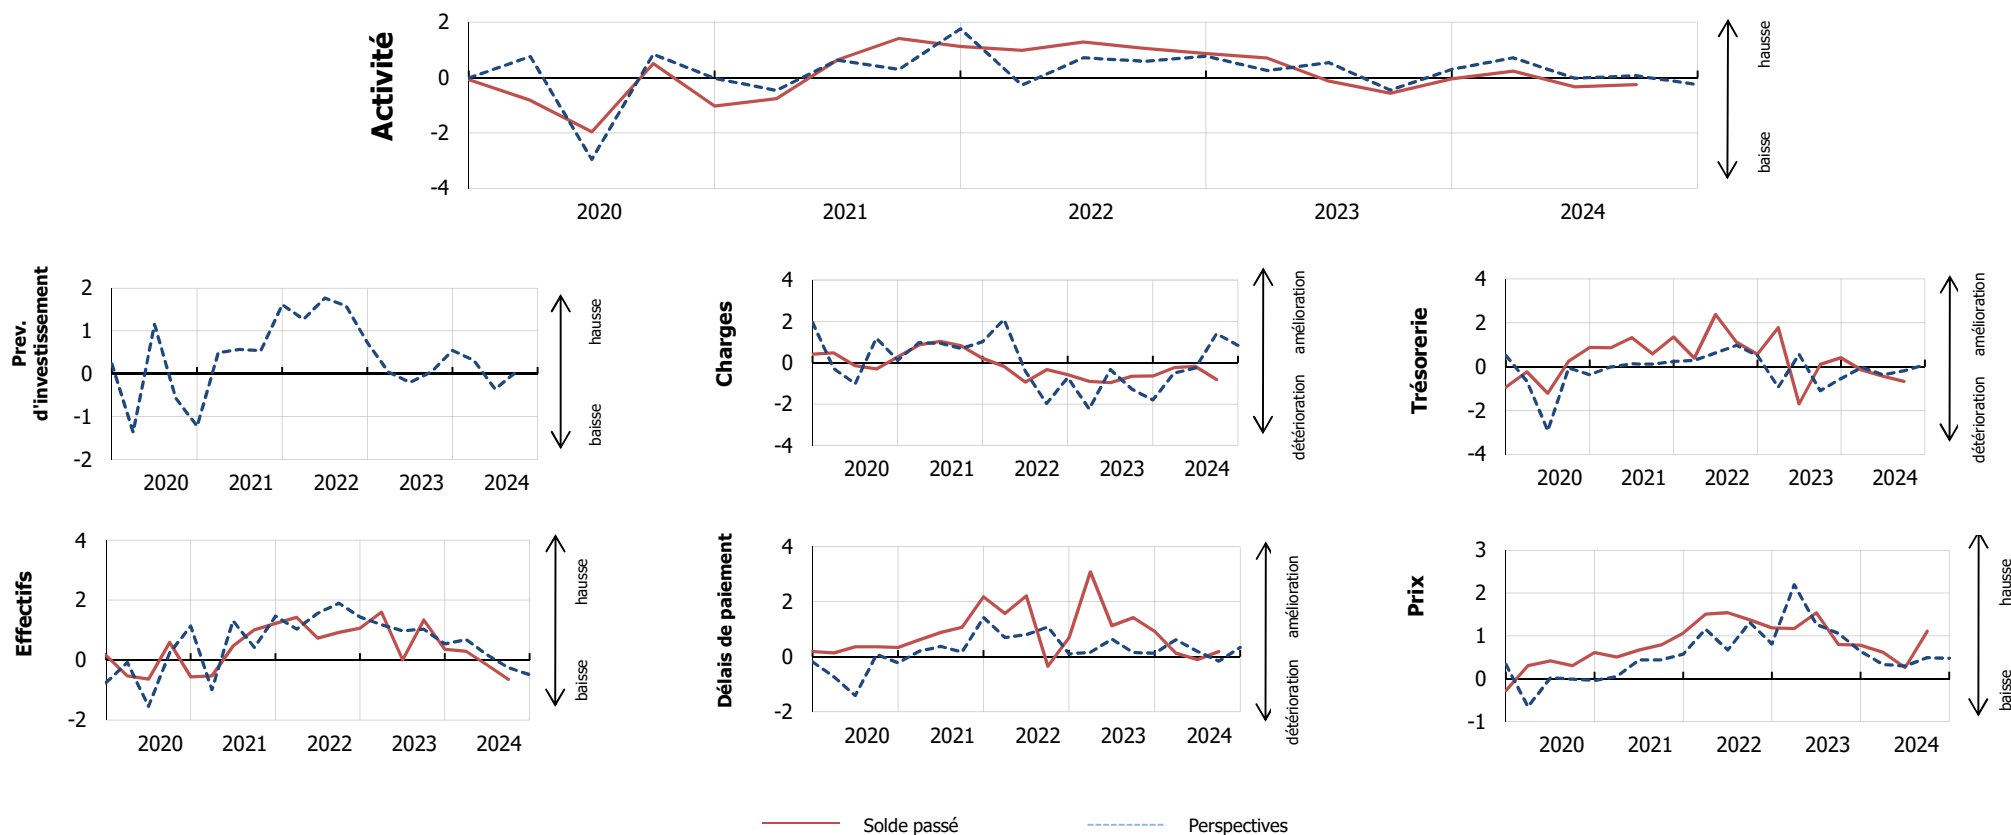 Activité
2
0
-2
-4
2020 2021 2022 2023 2024
hausse
baisse
Prev.
d'investissement
2
1
0
-1
-2
2020 2021 2022 2023 2024
hausse
baisse
Charges
4
2
0
-2
-4
2020 2021 2022 2023 2024
amélioration
détérioration
Trésorerie
4
2
0
-2
-4
2020 2021 2022 2023 2024
amélioration
détérioration
Effectifs
4
2
0
-2
2020 2021 2022 2023 2024
hausse
baisse
Délais de paiement
4
2
0
-2
2020 2021 2022 2023 2024
amélioration
détérioration
Prix
3
2
1
0
-1
2020 2021 2022 2023 2024
hausse
baisse
Solde passé Perspectives